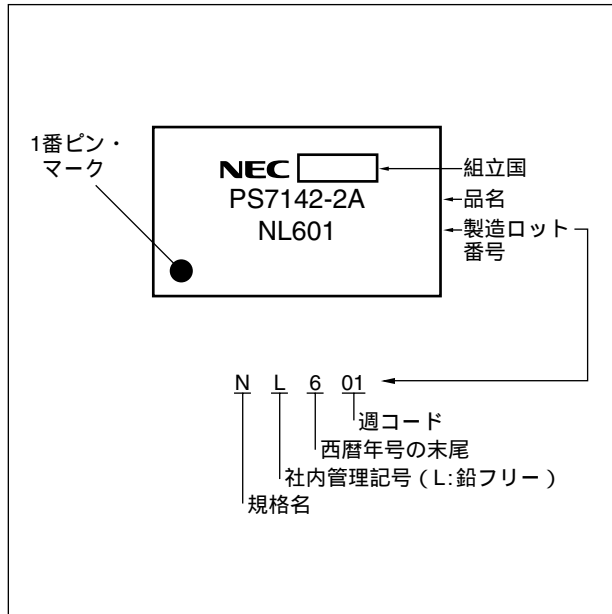 1番ピン・
マーク
NEC
組立国
PS7142-2A
品名
NL601
製造ロット
番号
N L 6 01
週コード
西暦年号の末尾
社内管理記号（L:鉛フリー）
規格名